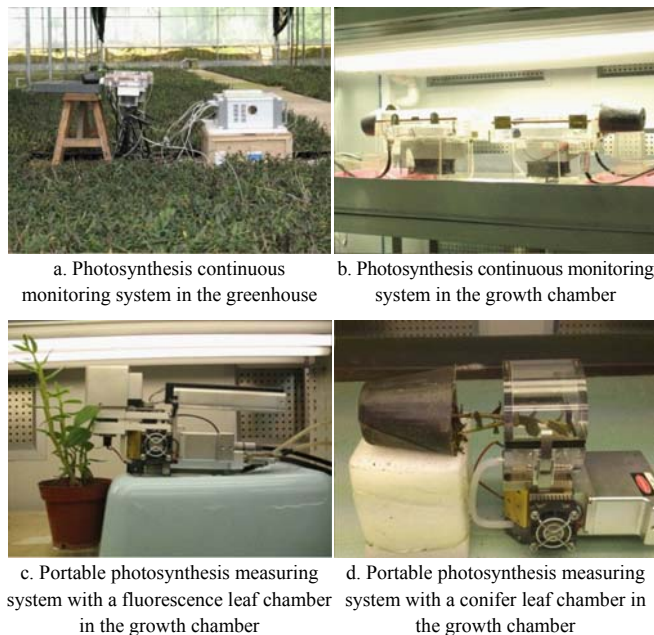 a. Photosynthesis continuous
monitoring system in the greenhouse
b. Photosynthesis continuous monitoring
system in the growth chamber
c. Portable photosynthesis measuring
system with a fluorescence leaf chamber
in the growth chamber
d. Portable photosynthesis measuring
system with a conifer leaf chamber in
the growth chamber